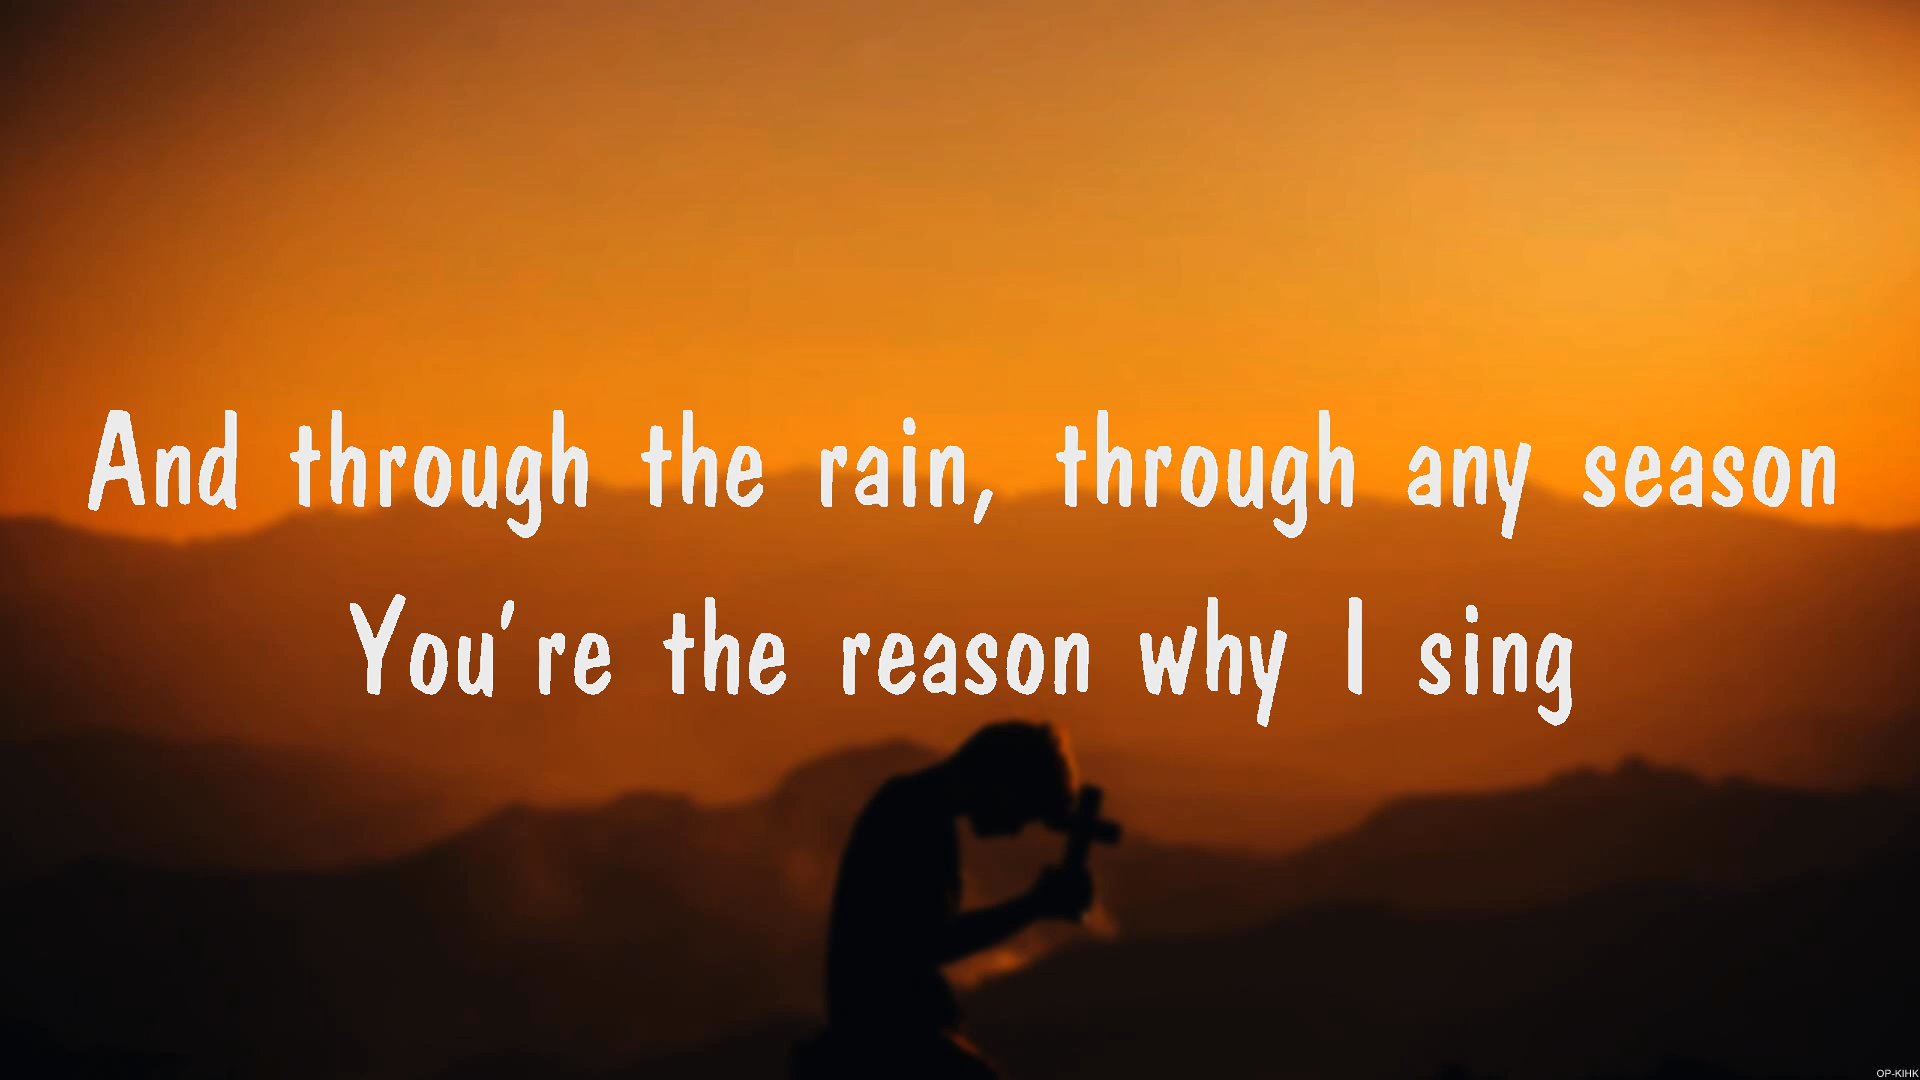 And through the rain, through any season
You're the reason why I sing
OP-KIHK